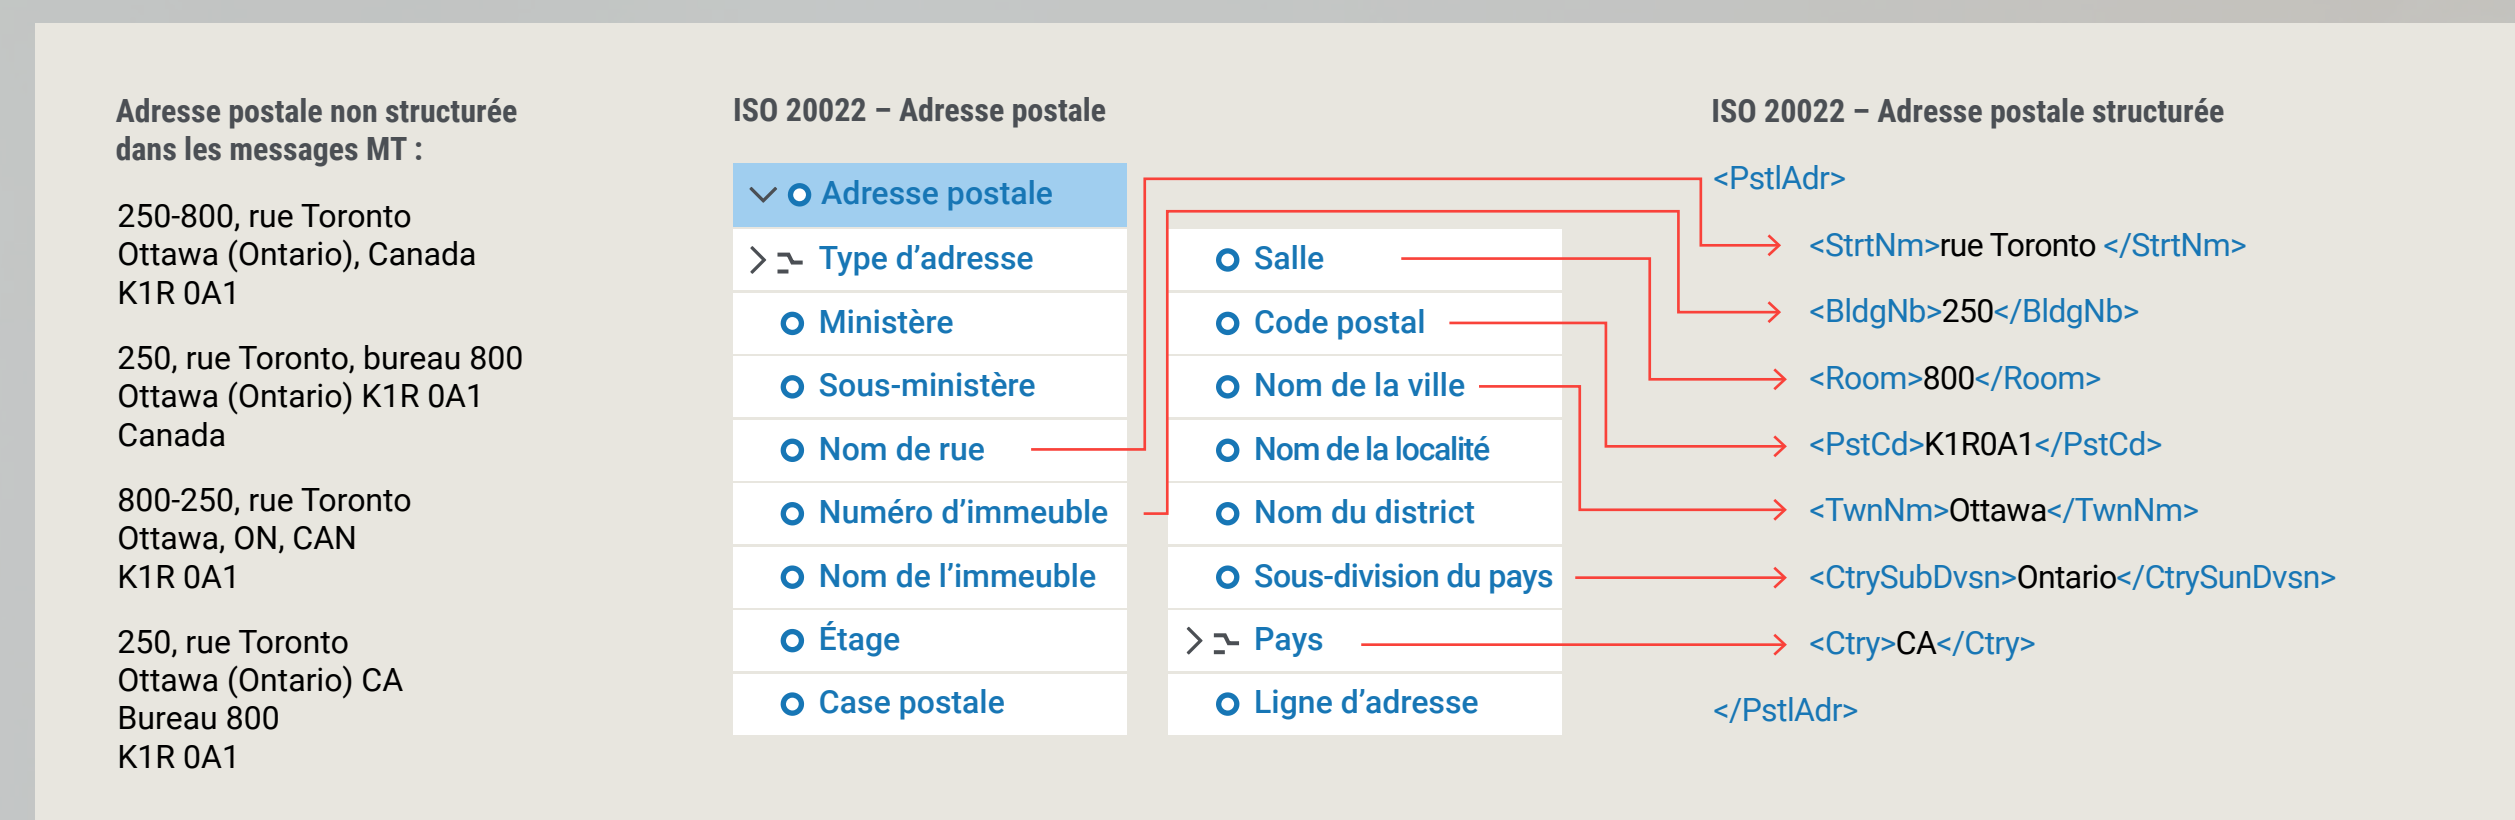 Adresse postale non structurée
dans les messages MT :
250-800, rue Toronto
Ottawa (Ontario), Canada
K1R 0A1
250, rue Toronto, bureau 800
Ottawa (Ontario) K1R 0A1
Canada
800-250, rue Toronto
Ottawa, ON, CAN
K1R 0A1
250, rue Toronto
Ottawa (Ontario) CA
Bureau 800
K1R 0A1
ISO 20022 – Adresse postale
Adresse postale
Type d’adresse
Ministère
Sous-ministère
Nom de rue
Numéro d’immeuble
Nom de l’immeuble
Étage
Case postale
Salle
Code postal
Nom de la ville
Nom de la localité
Nom du district
Sous-division du pays
Pays
Ligne d’adresse
ISO 20022 – Adresse postale structurée
<PstlAdr>
<StrtNm>rue Toronto </StrtNm>
<BldgNb>250</BldgNb>
<Room>800</Room>
<PstCd>K1R0A1</PstCd>
<TwnNm>Ottawa</TwnNm>
<CtrySubDvsn>Ontario</CtrySunDvsn>
<Ctry>CA</Ctry>
</PstlAdr>